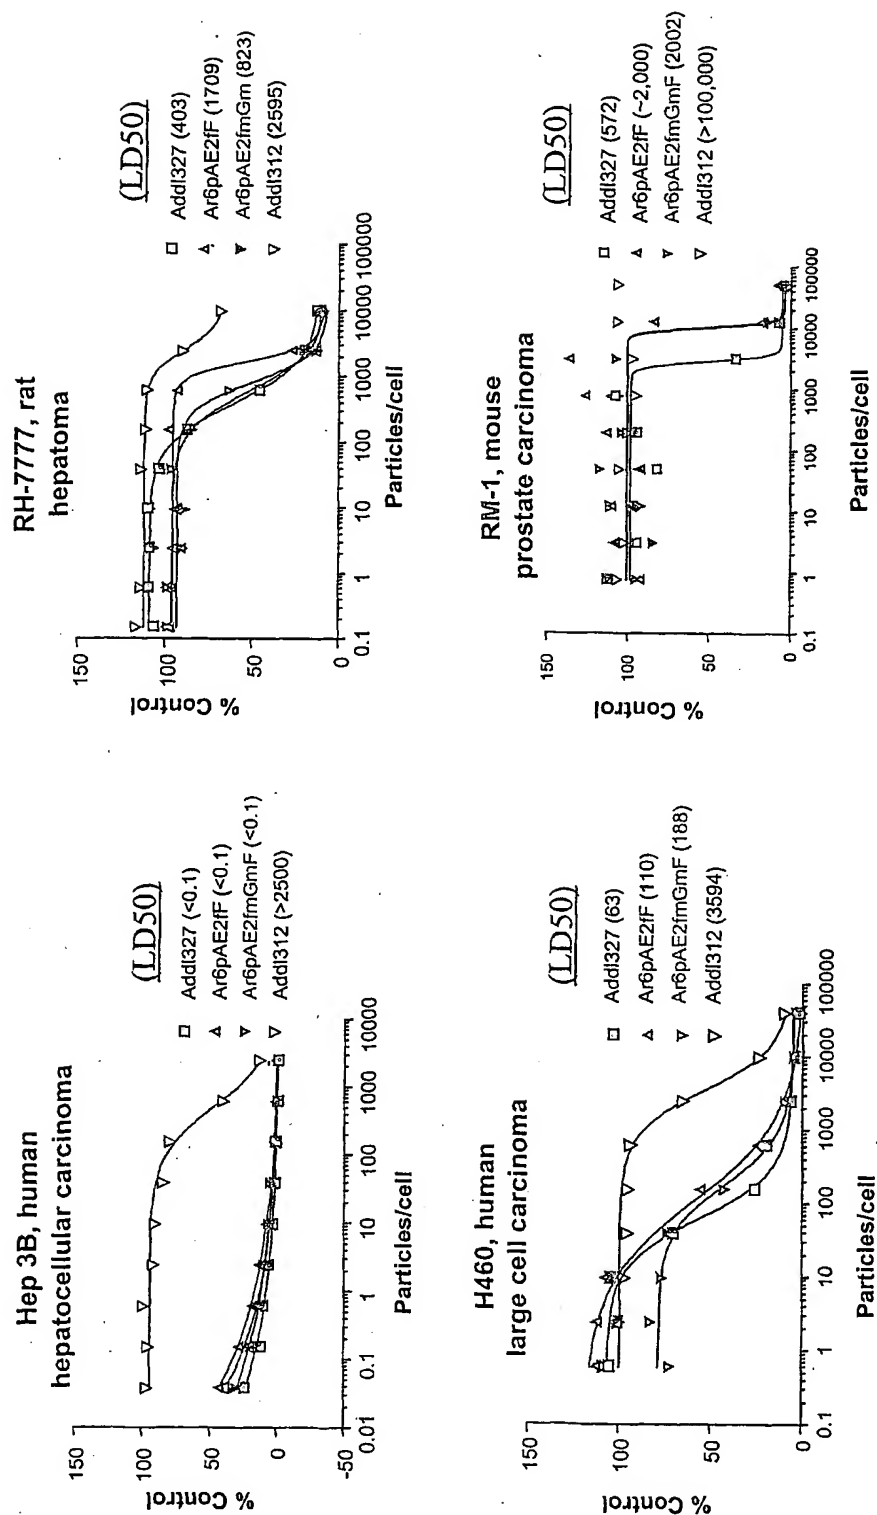 Hep 3B, human
hepatocellular carcinoma
% Control
150
100
50
0
-50
0.01
0.1
1
10
100
1000
10000
Particles/cell
(LD50)
Addl327 (<0.1)
Ar6pAE2fF (<0.1)
Ar6pAE2fmGmF (<0.1)
Addl312 (>2500)
RH-7777, rat
hepatoma
% Control
150
100
50
0
0.1
1
10
100
1000
10000
100000
Particles/cell
(LD50)
Addl327 (403)
Ar6pAE2fF (1709)
Ar6pAE2fmGm (823)
Addl312 (2595)
H460, human
large cell carcinoma
% Control
150
100
50
0
0.1
1
10
100
1000
10000
100000
Particles/cell
(LD50)
Addl327 (63)
Ar6pAE2fF (110)
Ar6pAE2fmGmF (188)
Addl312 (3594)
RM-1, mouse
prostate carcinoma
% Control
150
100
50
0
0.1
1
10
100
1000
10000
100000
Particles/cell
(LD50)
Addl327 (572)
Ar6pAE2fF (~2,000)
Ar6pAE2fmGmF (2002)
Addl312 (>100,000)